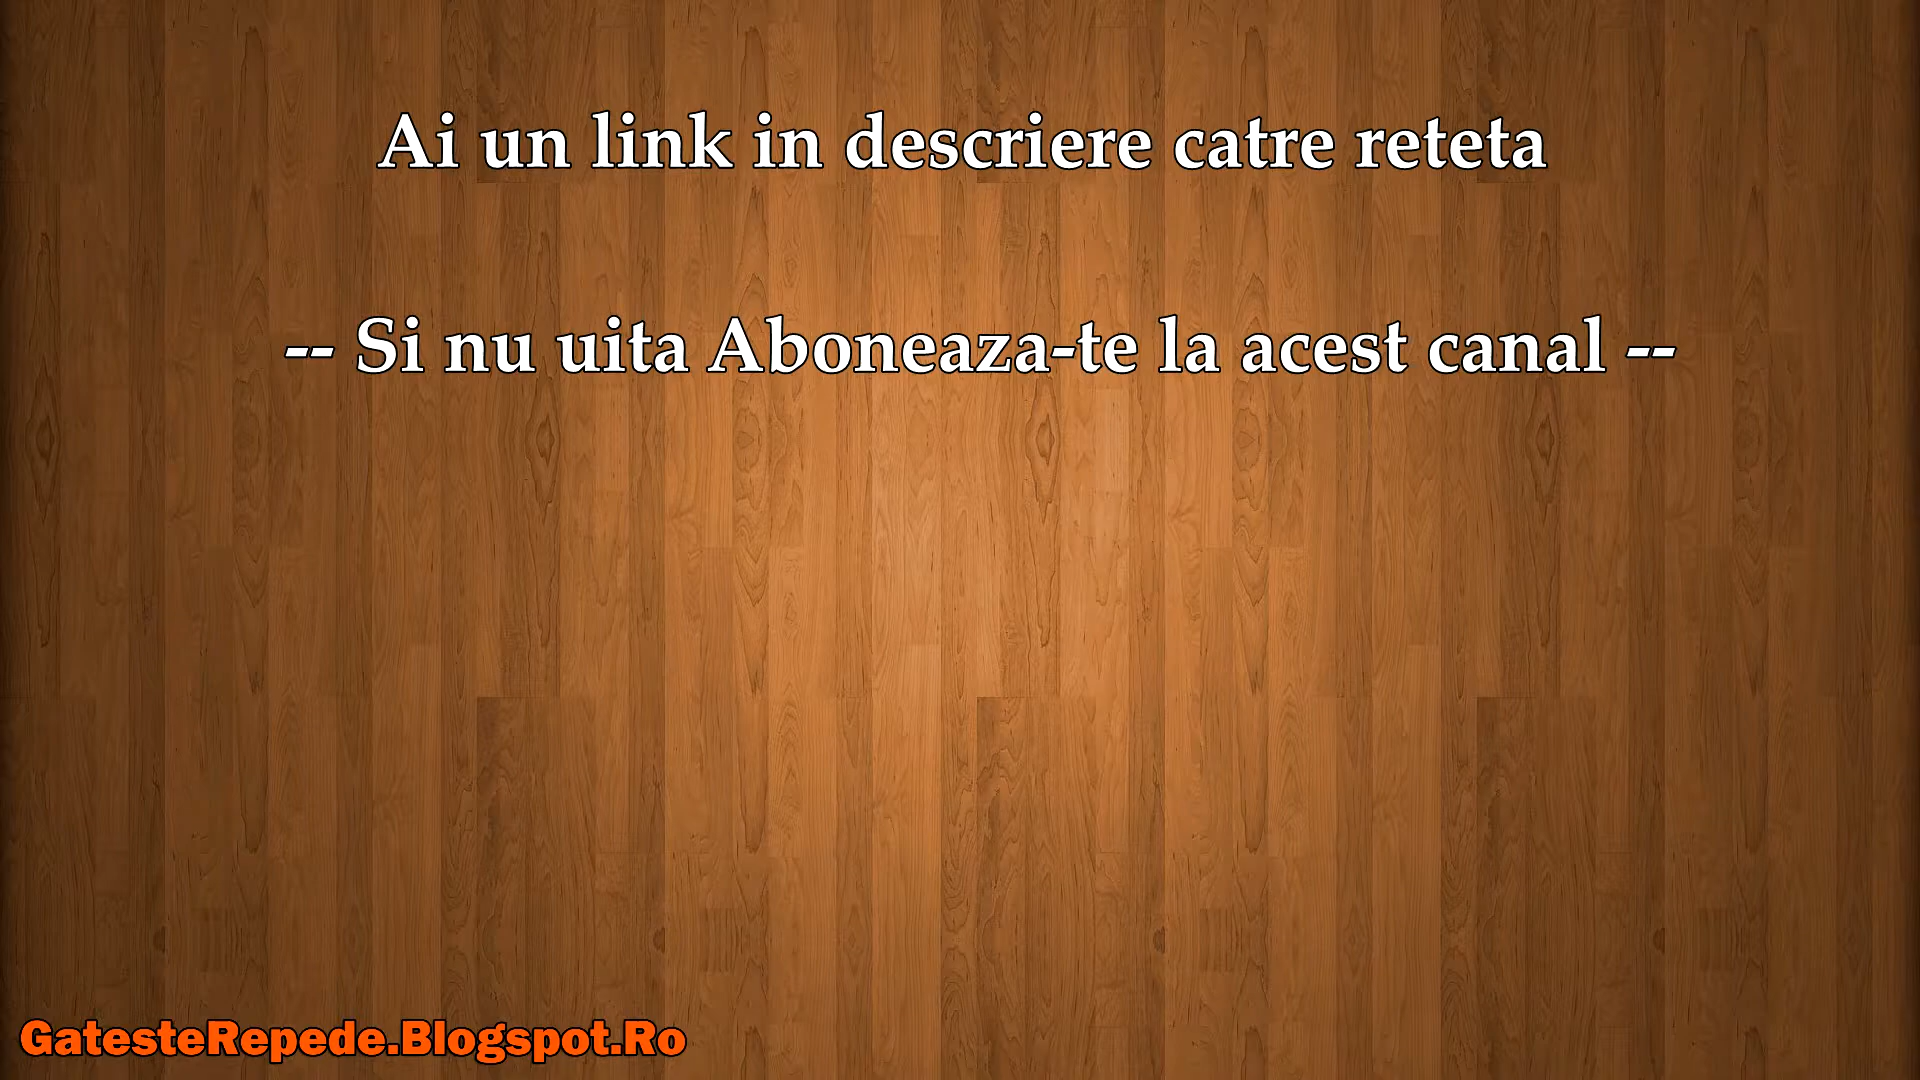 Ai un link in descriere catre reteta
-- Si nu uita Aboneaza-te la acest canal --
GatesteRepede.Blogspot.Ro